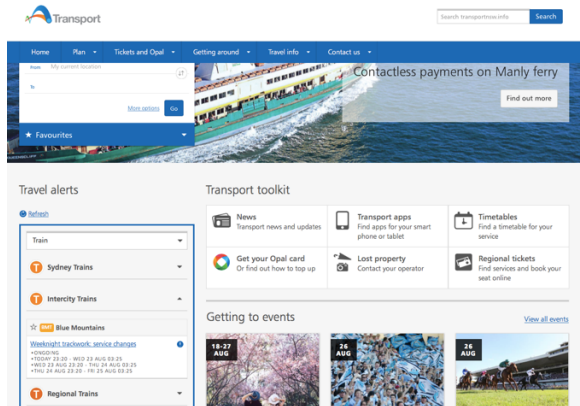 Transport
Search transportnsw.info
Search
Home
Plan
Tickets and Opal
Getting around
Travel info
Contact us
From
My current location
To
More options
Go
★ Favourites
Contactless payments on Manly ferry
Find out more
Travel alerts
Refresh
Train
T Sydney Trains
T Intercity Trains
BMT Blue Mountains
Weeknight trackwork: service changes
•ONGOING
•TODAY 23:20 - WED 23 AUG 03:25
•WED 23 AUG 23:20 - THU 24 AUG 03:25
•THU 24 AUG 23:20 - FRI 25 AUG 03:25
T Regional Trains
Transport toolkit
News
Transport news and updates
Transport apps
Find apps for your smart
phone or tablet
Timetables
Find a timetable for your
service
Get your Opal card
Or find out how to top up
Lost property
Contact your operator
Regional tickets
Find services and book your
seat online
Getting to events
View all events
18-27
AUG
26
AUG
26
AUG